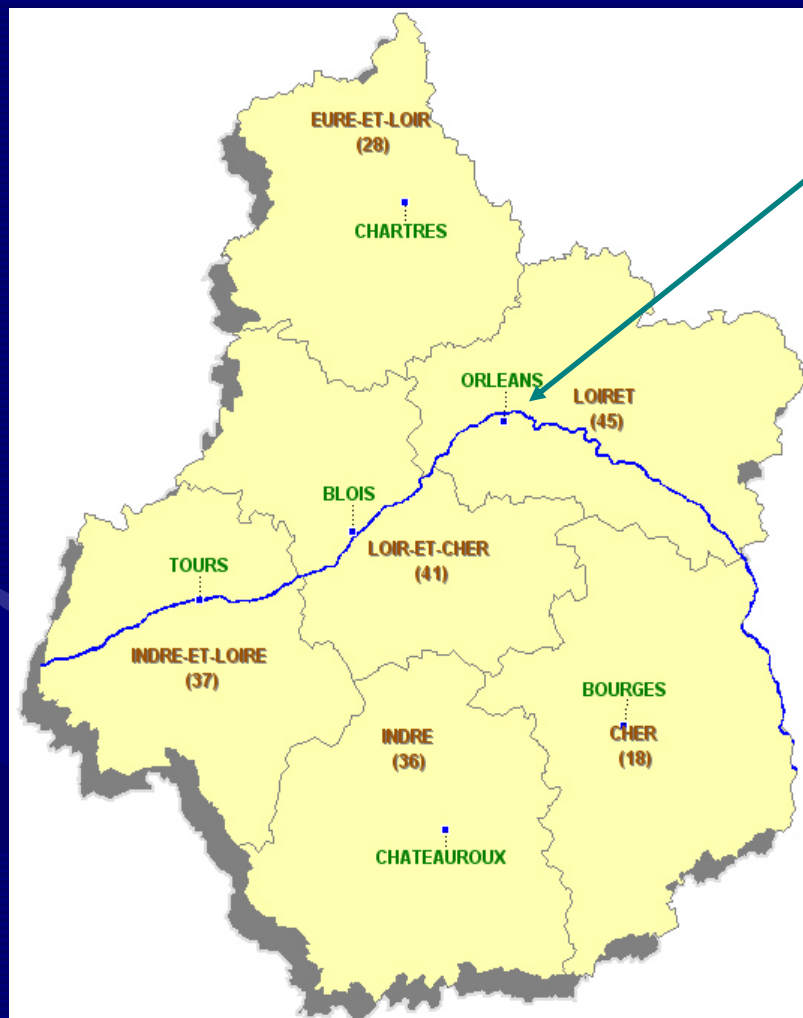 EURE-ET-LOIR
(28)
CHARTRES
ORLEANS
LOIRET
(45)
BLOIS
LOIR-ET-CHER
(41)
TOURS
INDRE-ET-LOIRE
(37)
BOURGES
CHER
(18)
INDRE
(36)
CHATEAUROUX